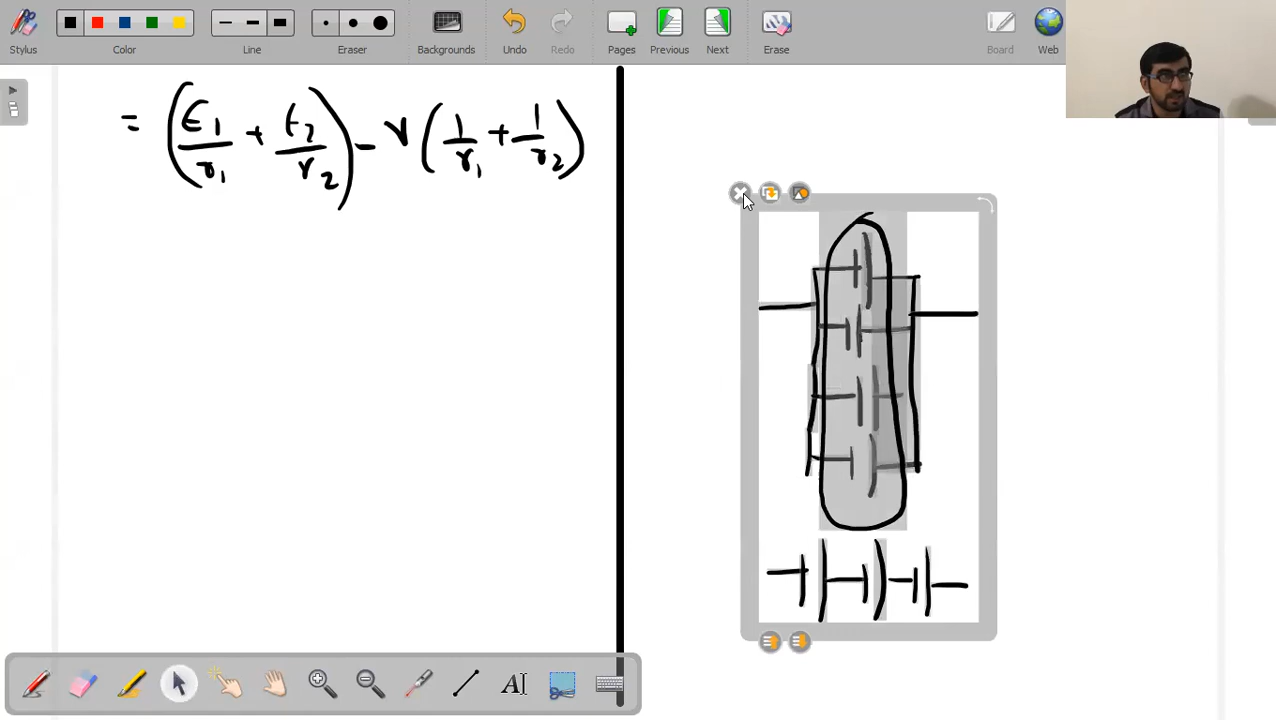 Stylus Color Line Eraser Backgrounds Undo Redo Pages Previous Next Erase Board Web
= (E1/r1 + E2/r2) - V (1/r1 + 1/r2)